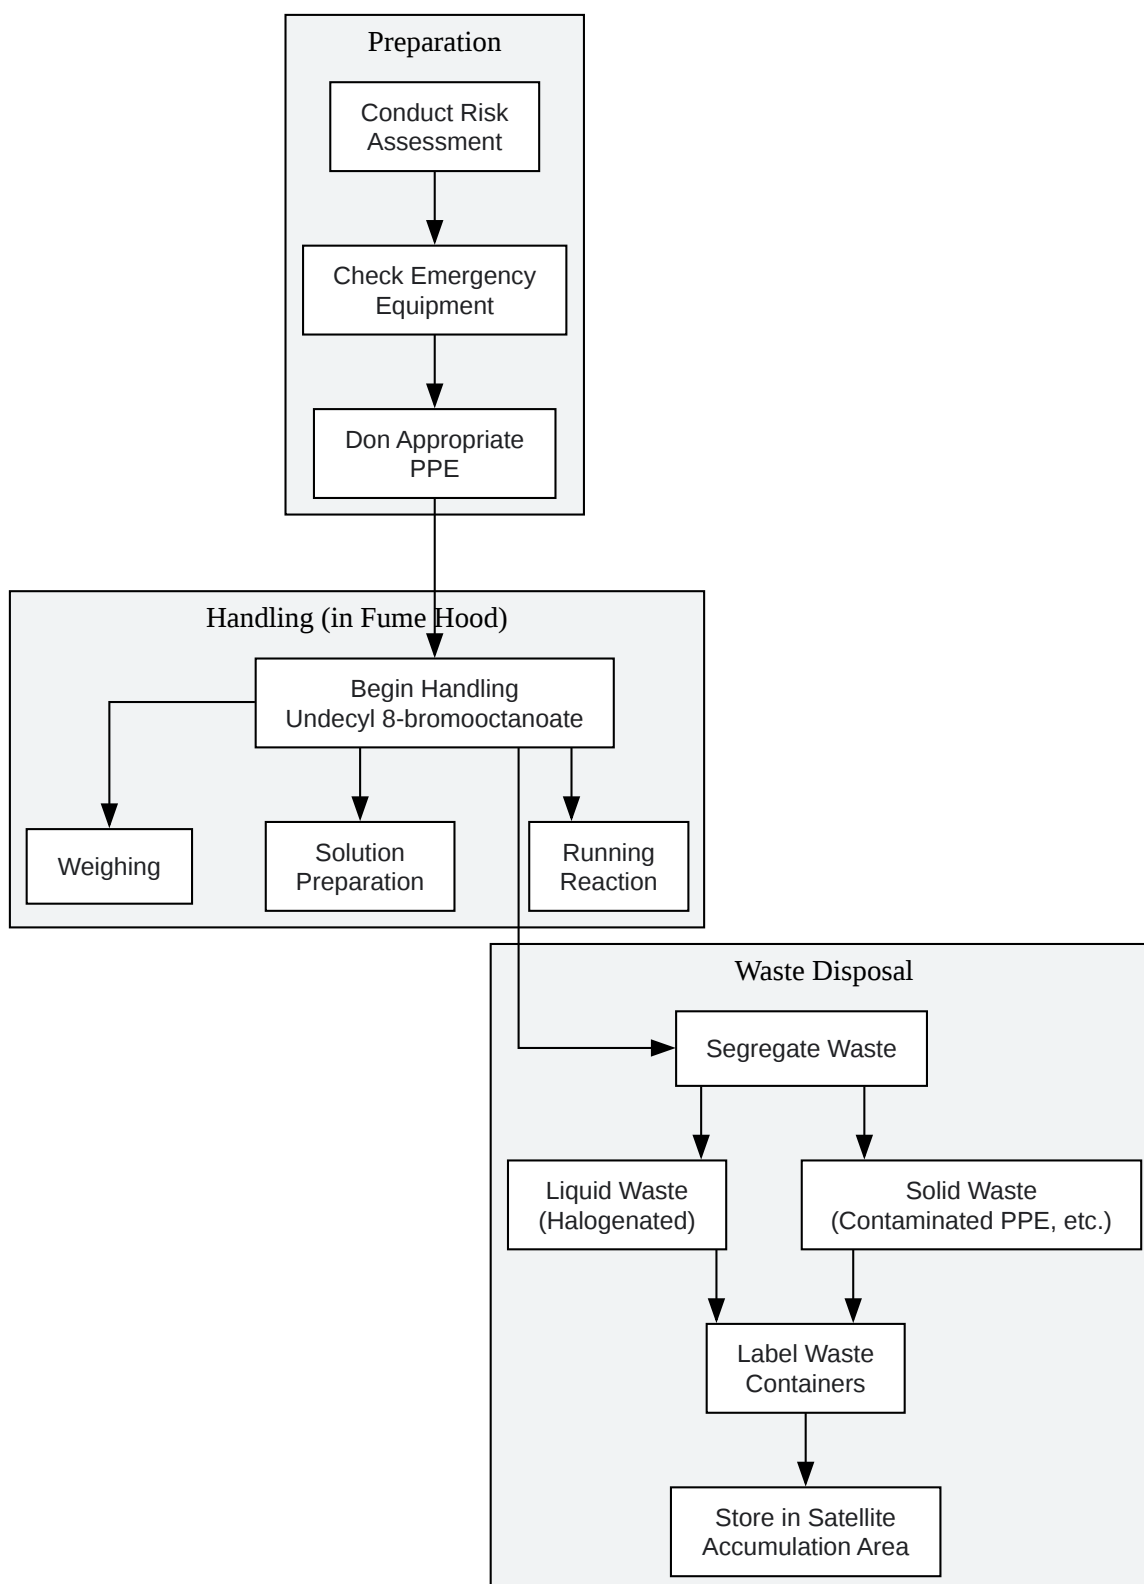 Preparation
Conduct Risk
Assessment
Check Emergency
Equipment
Don Appropriate
PPE
Handling (in Fume Hood)
Begin Handling
Undecyl 8-bromooctanoate
Weighing
Solution
Preparation
Running
Reaction
Waste Disposal
Segregate Waste
Liquid Waste
(Halogenated)
Solid Waste
(Contaminated PPE, etc.)
Label Waste
Containers
Store in Satellite
Accumulation Area